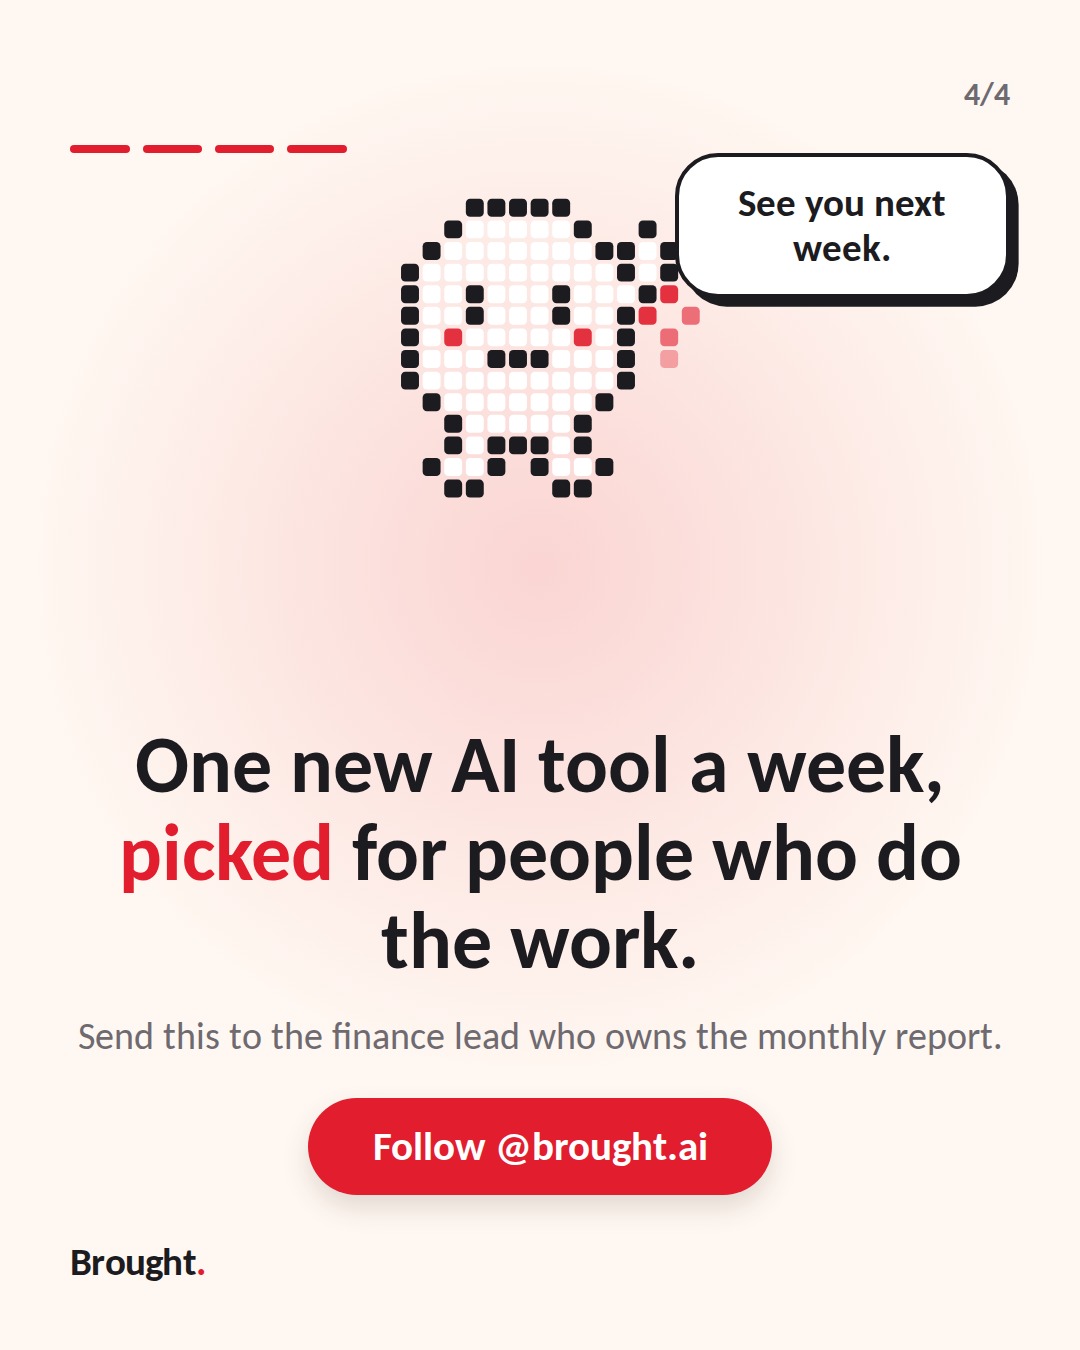 4/4
See you next
week.
One new AI tool a week,
picked for people who do
the work.
Send this to the finance lead who owns the monthly report.
Follow @brought.ai
Brought.